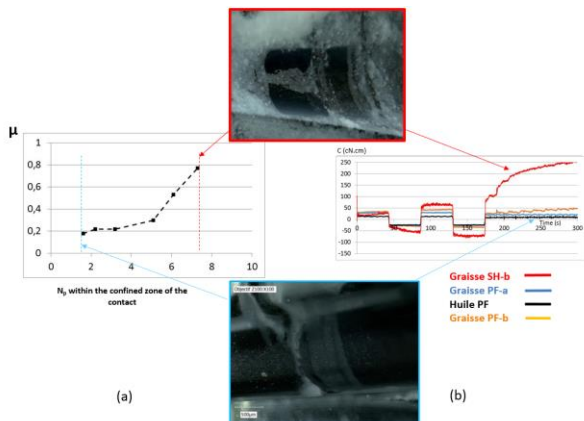 μ
1
0,8
0,6
0,4
0,2
0
0 2 4 6 8 10
Np within the confined zone of the
contact
(a)
C (cN.cm)
250
200
150
100
50
0
-50
-100
-150
0 50 100 150 200 250 300
Time (s)
Graisse SH-b
Graisse PF-a
Huile PF
Graisse PF-b
(b)
100µm